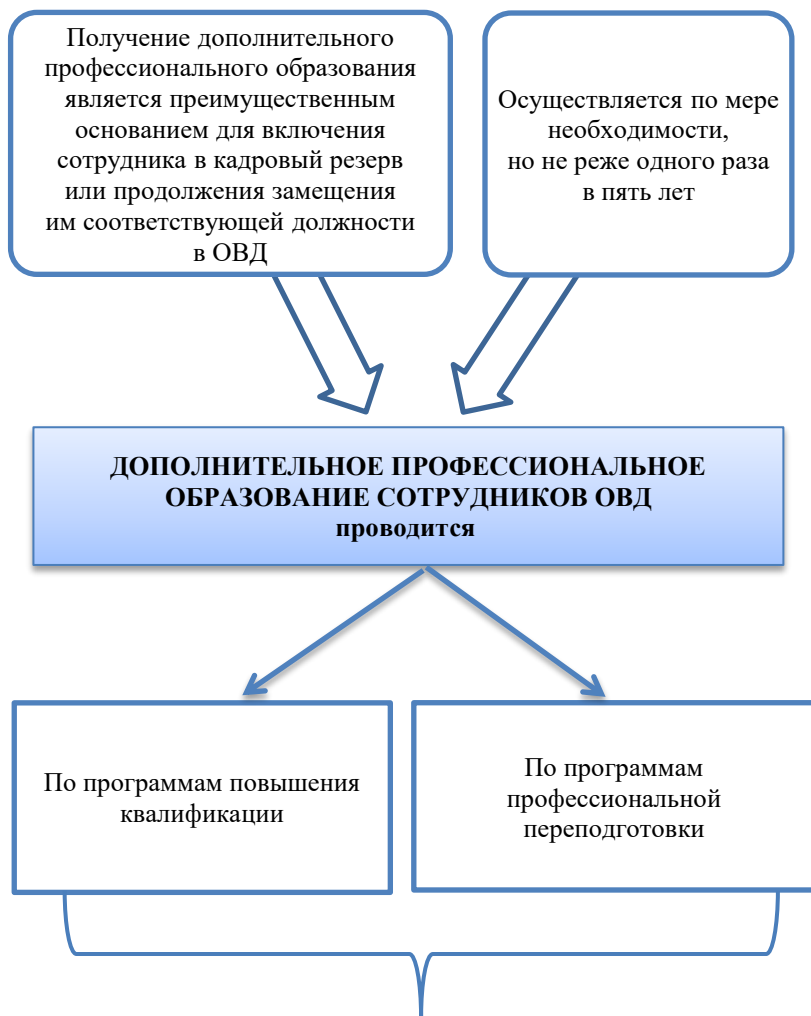 Получение дополнительного
профессионального образования
является преимущественным
основанием для включения
сотрудника в кадровый резерв
или продолжения замещения
им соответствующей должности
в ОВД
Осуществляется по мере
необходимости,
но не реже одного раза
в пять лет
ДОПОЛНИТЕЛЬНОЕ ПРОФЕССИОНАЛЬНОЕ
ОБРАЗОВАНИЕ СОТРУДНИКОВ ОВД
проводится
По программам повышения
квалификации
По программам
профессиональной
переподготовки